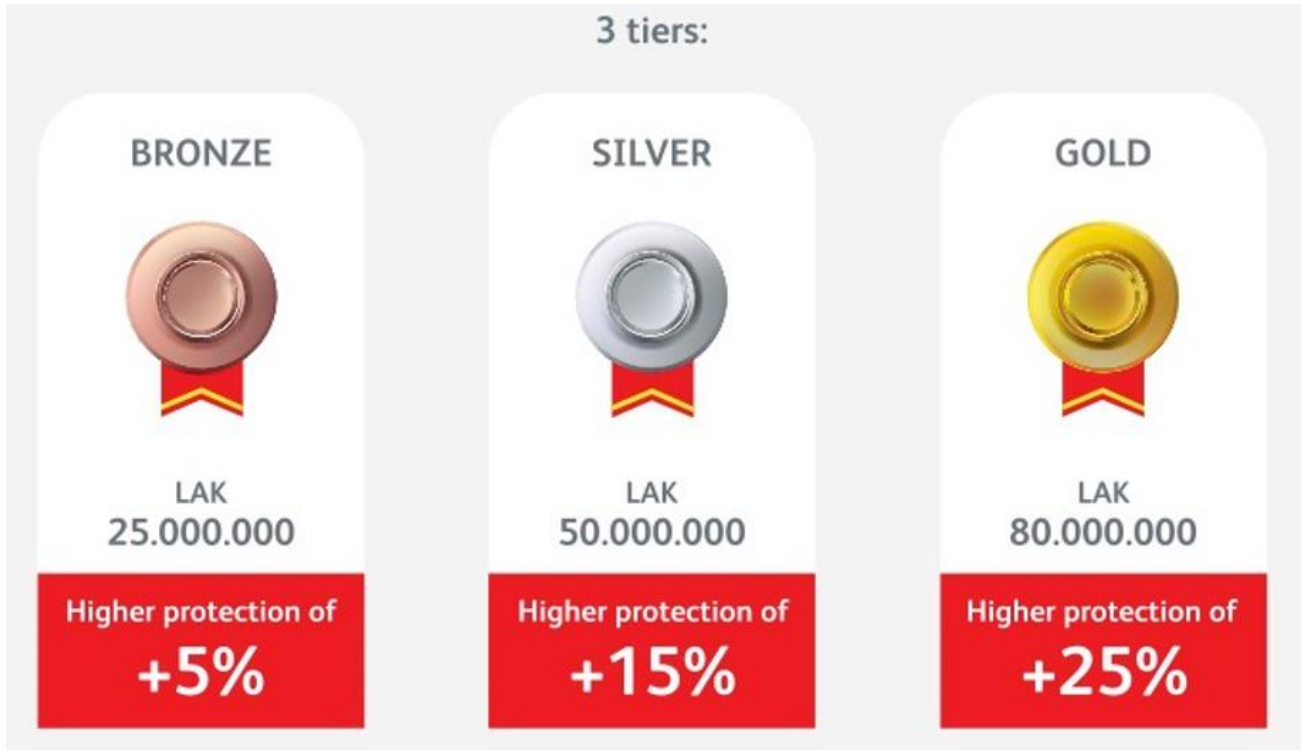 3 tiers:
BRONZE
LAK
25.000.000
Higher protection of
+5%
SILVER
LAK
50.000.000
Higher protection of
+15%
GOLD
LAK
80.000.000
Higher protection of
+25%